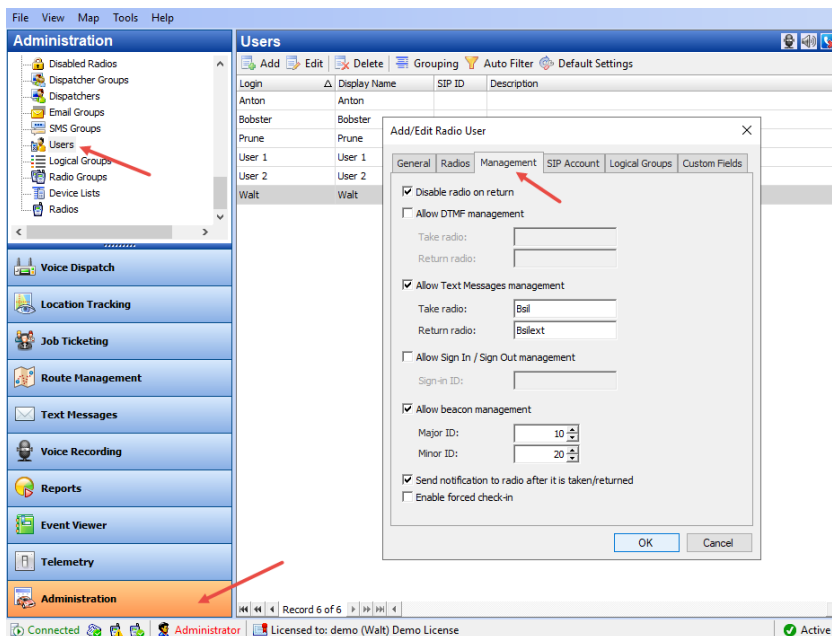 File View Map Tools Help
Administration
Disabled Radios
Dispatcher Groups
Dispatchers
Email Groups
SMS Groups
Users
Logical Groups
Radio Groups
Device Lists
Radios
Voice Dispatch
Location Tracking
Job Ticketing
Route Management
Text Messages
Voice Recording
Reports
Event Viewer
Telemetry
Administration
Users
Add Edit Delete Grouping Auto Filter Default Settings
Login Display Name SIP ID Description
Anton Anton
Bobster Bobster
Prune Prune
User 1 User 1
User 2 User 2
Walt Walt
Record 6 of 6
Add/Edit Radio User
General Radios Management SIP Account Logical Groups Custom Fields
Disable radio on return
Allow DTMF management
Take radio:
Return radio:
Allow Text Messages management
Take radio: Bsil
Return radio: Bsilext
Allow Sign In / Sign Out management
Sign-in ID:
Allow beacon management
Major ID: 10
Minor ID: 20
Send notification to radio after it is taken/returned
Enable forced check-in
OK Cancel
Connected Administrator Licensed to: demo (Walt) Demo License Active